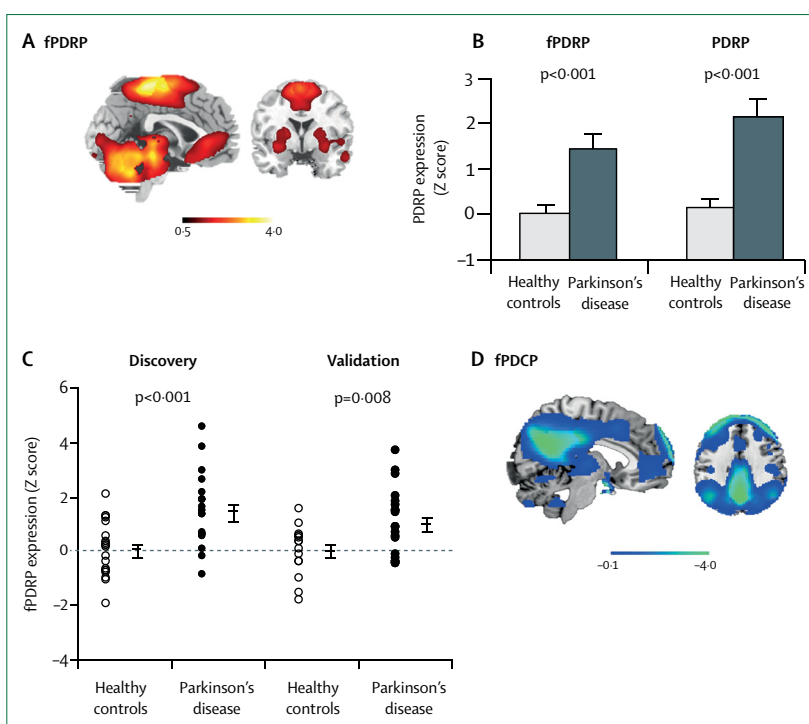 A fPDRP
0·5
4·0
B
fPDRP
PDRP
p<0·001
p<0·001
3
2
1
0
–1
PDRP expression
(Z score)
Healthy
controls
Parkinson's
disease
Healthy
controls
Parkinson's
disease
C
Discovery
Validation
p<0·001
p=0·008
6
4
2
0
–2
–4
fPDRP expression (Z score)
Healthy
controls
Parkinson's
disease
Healthy
controls
Parkinson's
disease
D fPDCP
–0·1
–4·0